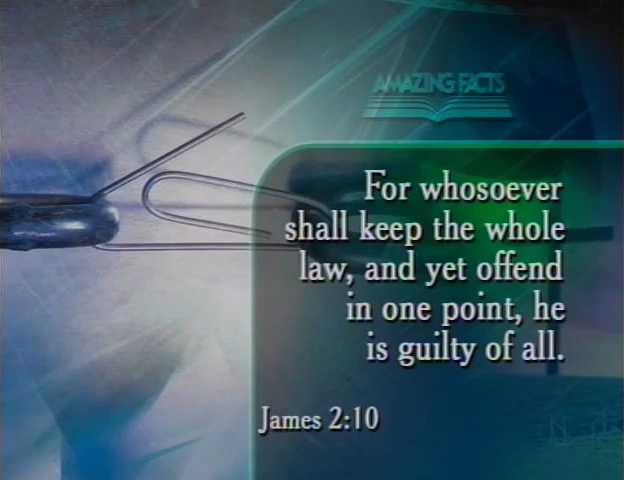 AMAZING FACTS
For whosoever
shall keep the whole
law, and yet offend
in one point, he
is guilty of all.
James 2:10